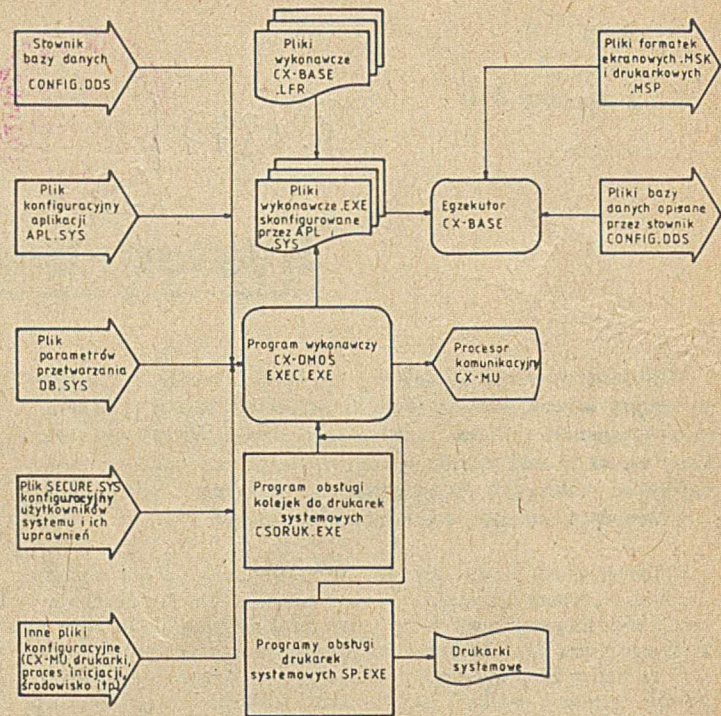 Słownik
bazy danych
CONFIG.DDS
Pliki
wykonawcze
CX-BASE
.LFR
Pliki formatek
ekranowych .MSK
i drukarkowych
.MSP
Plik
konfiguracyjny
aplikacji
APL.SYS
Pliki
wykonawcze .EXE
skonfigurowane
przez APL
.SYS
Egzekutor
CX-BASE
Pliki bazy
danych opisane
przez słownik
CONFIG.DDS
Plik
parametrów
przetwarzania
OB.SYS
Program wykonawczy
CX-DMOS
EXEC.EXE
Procesor
komunikacyjny
CX-MU
Plik SECURE.SYS
konfiguracyjny
użytkowników
systemu i ich
uprawnień
Program obsługi
kolejek do drukarek
systemowych
CSDRUK.EXE
Inne pliki
konfiguracyjne
(CX-MU, drukarki,
proces inicjacji,
środowisko itp)
Programy obsługi
drukarek
systemowych SP.EXE
Drukarki
systemowe